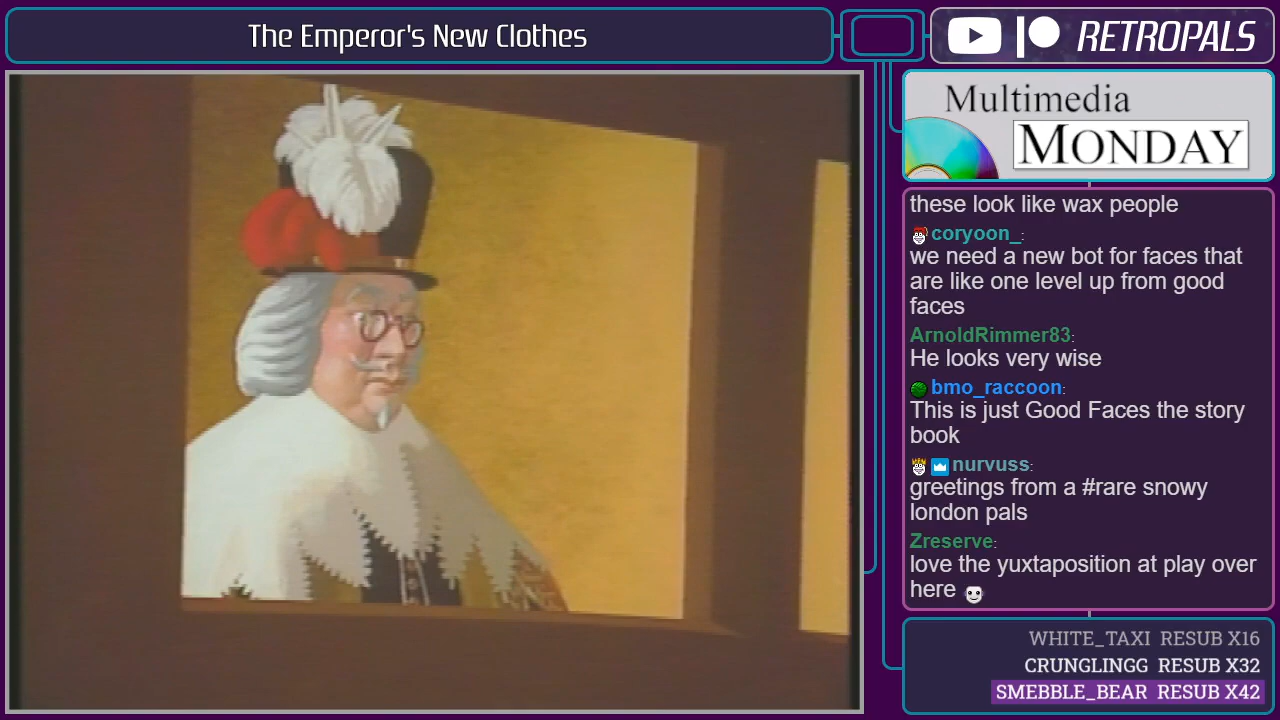 The Emperor's New Clothes
RETROPALS
Multimedia
MONDAY
these look like wax people
coryoon_:
we need a new bot for faces that
are like one level up from good
faces
ArnoldRimmer83:
He looks very wise
bmo_raccoon:
This is just Good Faces the story
book
nurvuss:
greetings from a #rare snowy
london pals
Zreserve:
love the yuxtaposition at play over
here
WHITE_TAXI RESUB X16
CRUNGLINGG RESUB X32
SMEBBLE_BEAR RESUB X42